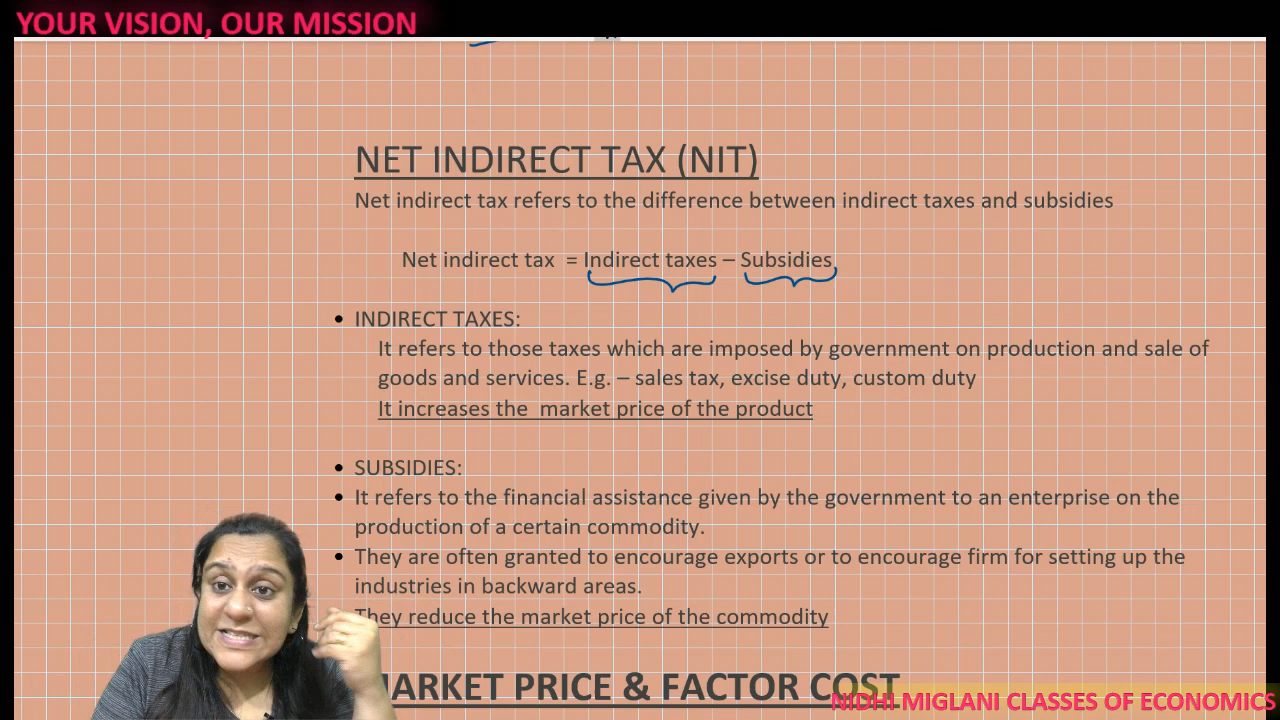 YOUR VISION, OUR MISSION
NET INDIRECT TAX (NIT)
Net indirect tax refers to the difference between indirect taxes and subsidies
Net indirect tax = Indirect taxes – Subsidies
• INDIRECT TAXES:
It refers to those taxes which are imposed by government on production and sale of
goods and services. E.g. – sales tax, excise duty, custom duty
It increases the market price of the product
• SUBSIDIES:
• It refers to the financial assistance given by the government to an enterprise on the
production of a certain commodity.
• They are often granted to encourage exports or to encourage firm for setting up the
industries in backward areas.
They reduce the market price of the commodity
MARKET PRICE & FACTOR COST
NIDHI MIGLANI CLASSES OF ECONOMICS